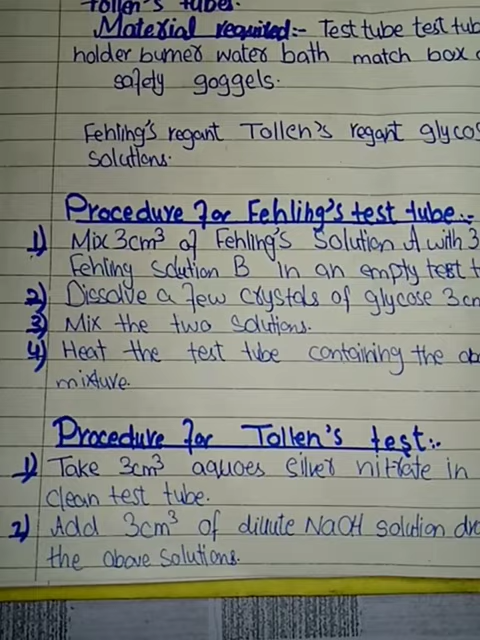 Tollen's tubes.
Material required:- Test tube test tub
holder burner water bath match box
safety goggels.
Fehling's regant Tollen's regant glycos
solutions.
Procedure for Fehling's test tube:-
1) Mix 3cm³ of Fehling's Solution A with 3
Fehling solution B in an empty test t
2) Dissolve a few crystals of glycose 3cm
3) Mix the two solutions.
4) Heat the test tube containing the ab
mixture.
Procedure for Tollen's test:-
1) Take 3cm³ aquoes silver nitrate in
clean test tube.
2) Add 3cm³ of dilute NaOH solution dro
the above solutions.